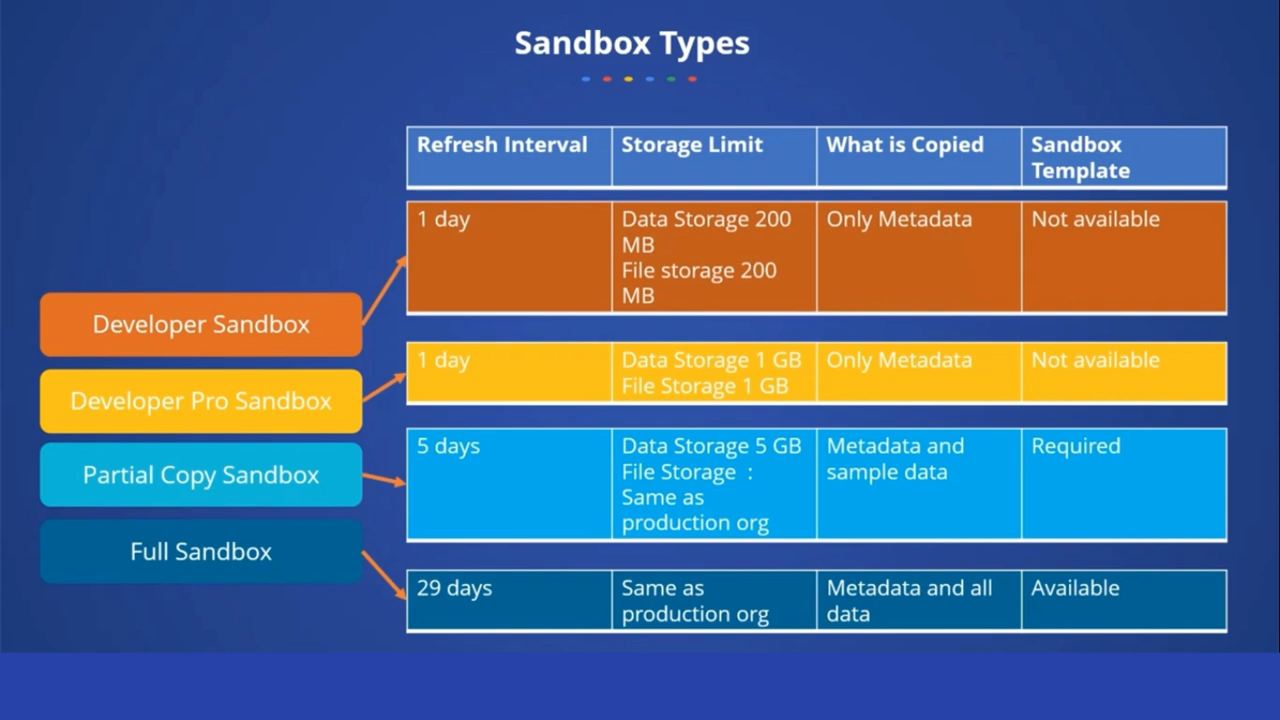 Sandbox Types
Refresh Interval
Storage Limit
What is Copied
Sandbox
Template
Developer Sandbox
1 day
Data Storage 200
MB
File storage 200
MB
Only Metadata
Not available
Developer Pro Sandbox
1 day
Data Storage 1 GB
File Storage 1 GB
Only Metadata
Not available
Partial Copy Sandbox
5 days
Data Storage 5 GB
File Storage  :
Same as
production org
Metadata and
sample data
Required
Full Sandbox
29 days
Same as
production org
Metadata and all
data
Available